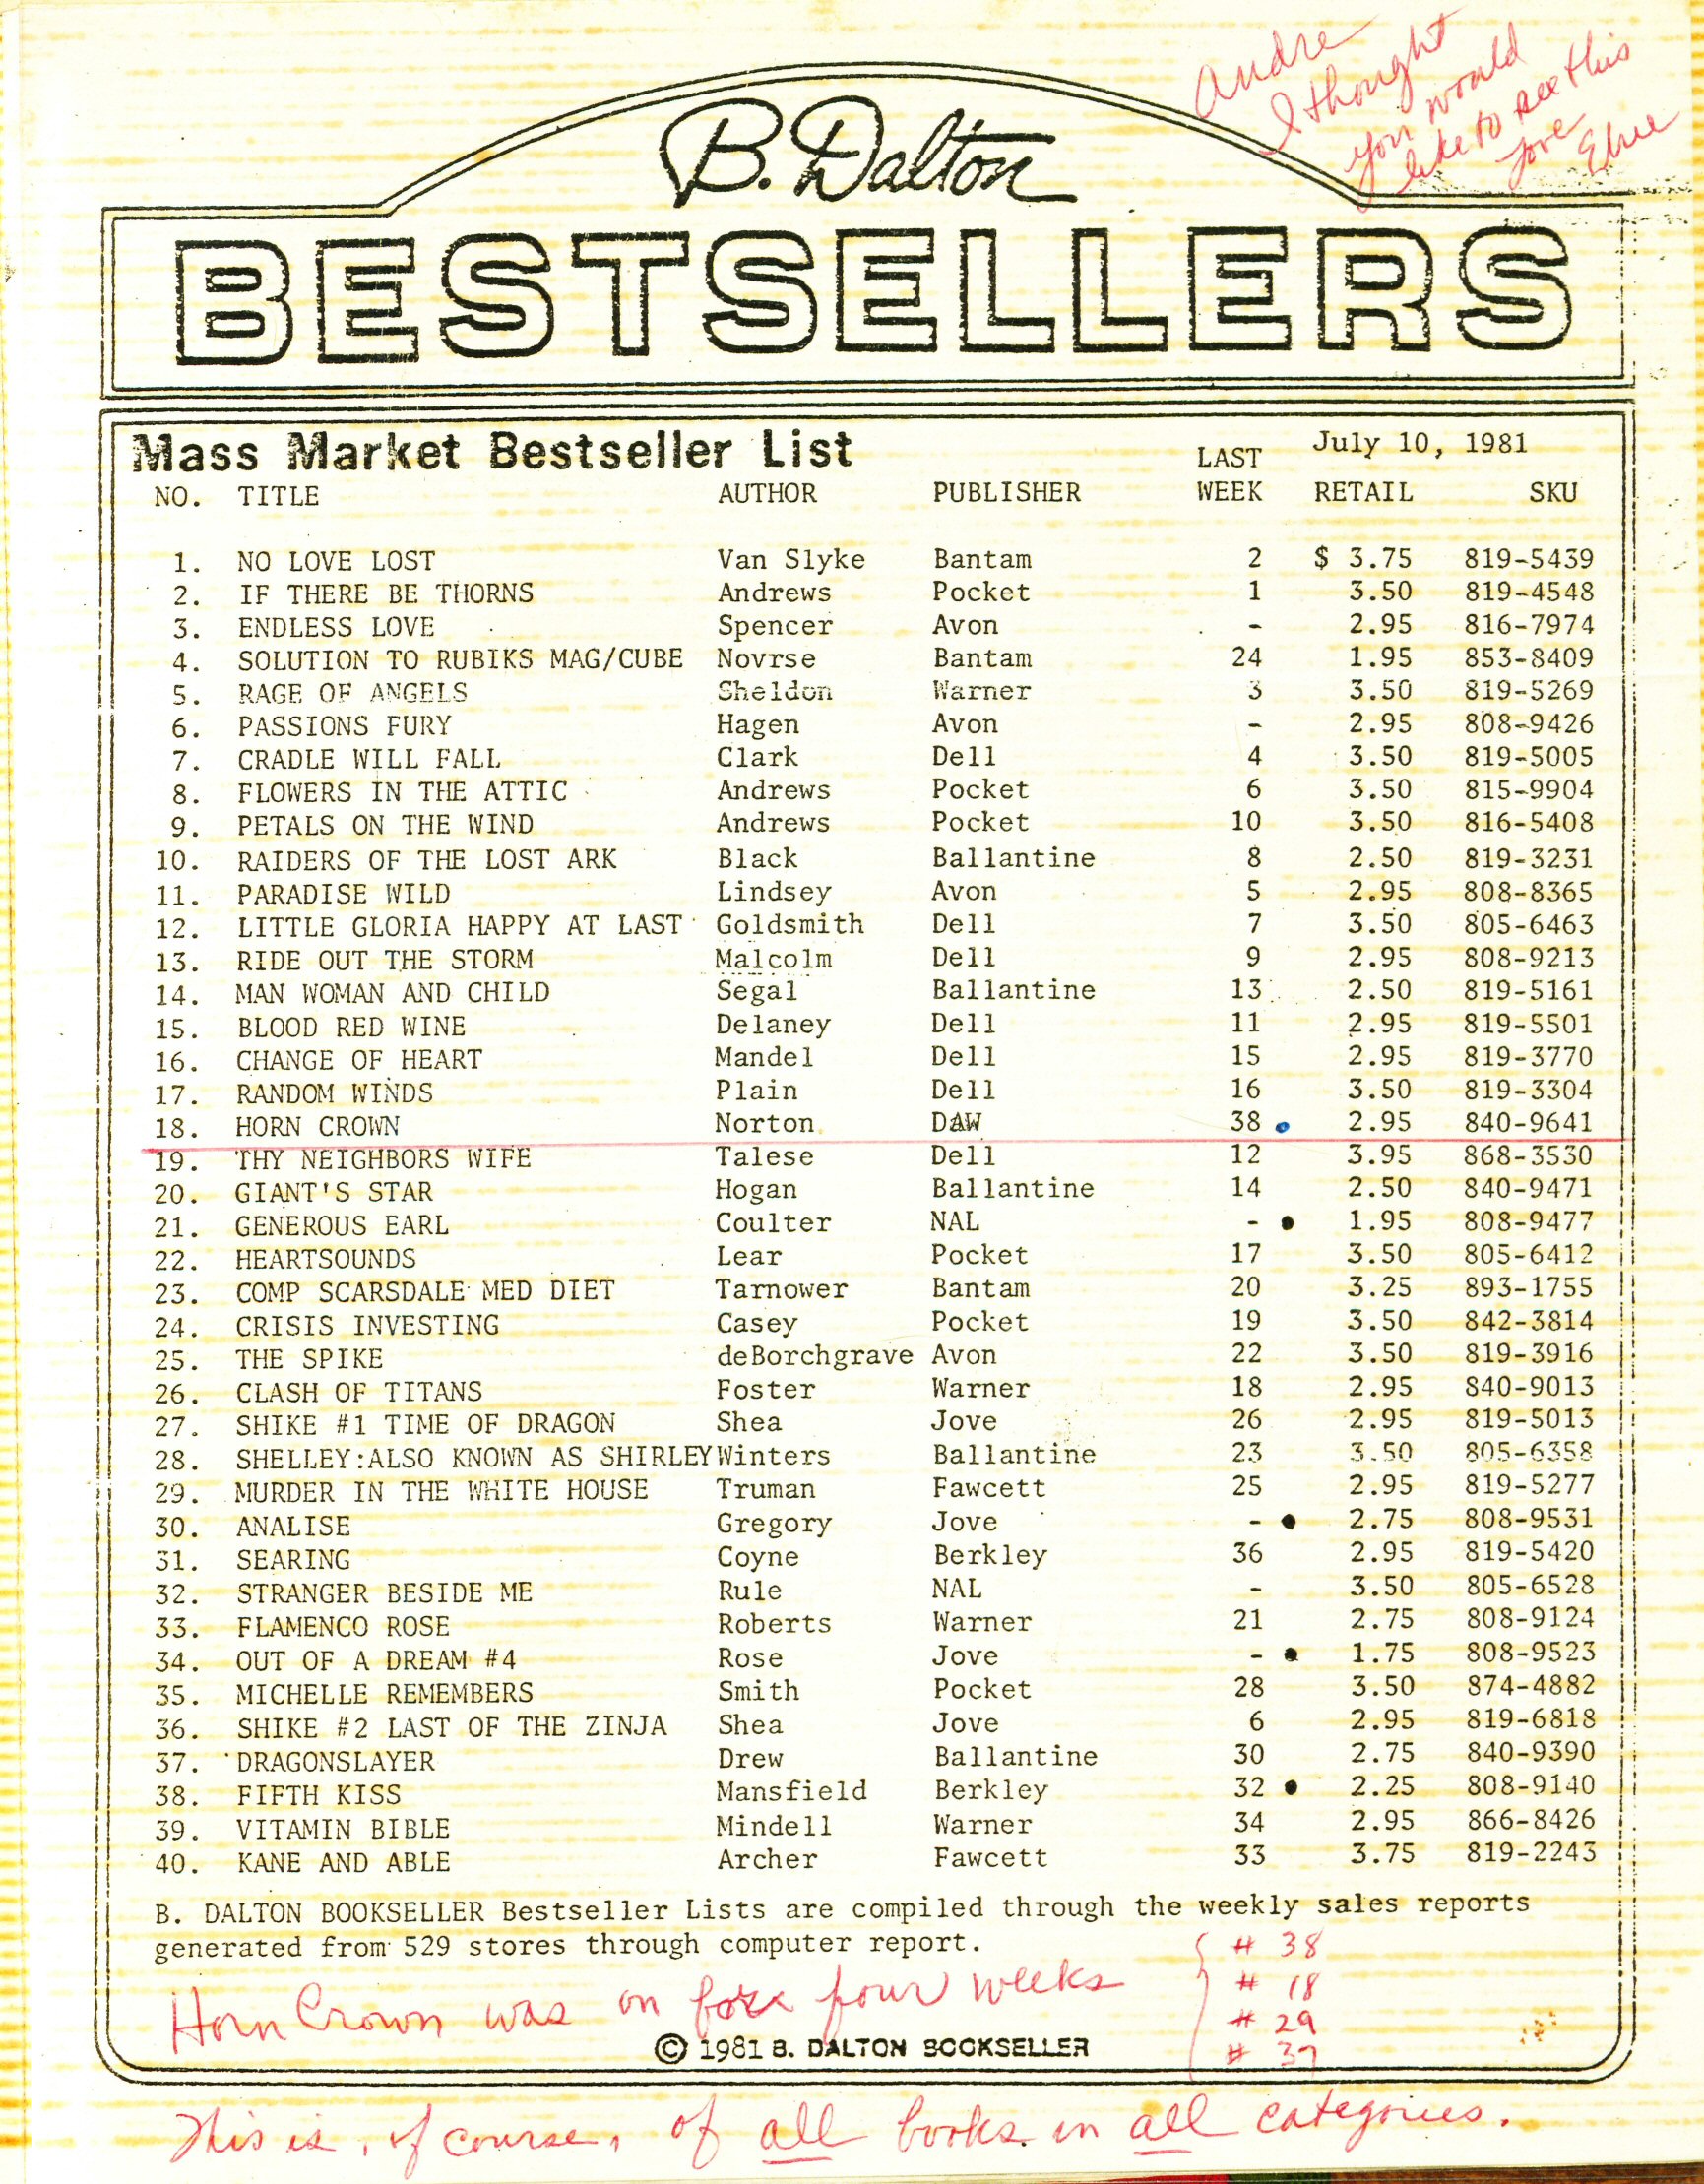 Andre
I thought
you would
like to see this
love
B. Dalton
BESTSELLERS
Mass Market Bestseller List LAST July 10, 1981
NO. TITLE AUTHOR PUBLISHER WEEK RETAIL SKU
1. NO LOVE LOST Van Slyke Bantam 2 $ 3.75 819-5439
2. IF THERE BE THORNS Andrews Pocket 1 3.50 819-4548
3. ENDLESS LOVE Spencer Avon - 2.95 816-7974
4. SOLUTION TO RUBIKS MAG/CUBE Novrse Bantam 24 1.95 853-8409
5. RAGE OF ANGELS Sheldon Warner 3 3.50 819-5269
6. PASSIONS FURY Hagen Avon - 2.95 808-9426
7. CRADLE WILL FALL Clark Dell 4 3.50 819-5005
8. FLOWERS IN THE ATTIC Andrews Pocket 6 3.50 815-9904
9. PETALS ON THE WIND Andrews Pocket 10 3.50 816-5408
10. RAIDERS OF THE LOST ARK Black Ballantine 8 2.50 819-3231
11. PARADISE WILD Lindsey Avon 5 2.95 808-8365
12. LITTLE GLORIA HAPPY AT LAST Goldsmith Dell 7 3.50 805-6463
13. RIDE OUT THE STORM Malcolm Dell 9 2.95 808-9213
14. MAN WOMAN AND CHILD Segal Ballantine 13 2.50 819-5161
15. BLOOD RED WINE Delaney Dell 11 2.95 819-5501
16. CHANGE OF HEART Mandel Dell 15 2.95 819-3770
17. RANDOM WINDS Plain Dell 16 3.50 819-3304
18. HORN CROWN Norton DAW 38 2.95 840-9641
19. THY NEIGHBORS WIFE Talese Dell 12 3.95 868-3530
20. GIANT'S STAR Hogan Ballantine 14 2.50 840-9471
21. GENEROUS EARL Coulter NAL - 1.95 808-9477
22. HEARTSOUNDS Lear Pocket 17 3.50 805-6412
23. COMP SCARSDALE MED DIET Tarnower Bantam 20 3.25 893-1755
24. CRISIS INVESTING Casey Pocket 19 3.50 842-3814
25. THE SPIKE deBorchgrave Avon 22 3.50 819-3916
26. CLASH OF TITANS Foster Warner 18 2.95 840-9013
27. SHIKE #1 TIME OF DRAGON Shea Jove 26 2.95 819-5013
28. SHELLEY:ALSO KNOWN AS SHIRLEY Winters Ballantine 23 3.50 805-6358
29. MURDER IN THE WHITE HOUSE Truman Fawcett 25 2.95 819-5277
30. ANALISE Gregory Jove - 2.75 808-9531
31. SEARING Coyne Berkley 36 2.95 819-5420
32. STRANGER BESIDE ME Rule NAL - 3.50 805-6528
33. FLAMENCO ROSE Roberts Warner 21 2.75 808-9124
34. OUT OF A DREAM #4 Rose Jove - 1.75 808-9523
35. MICHELLE REMEMBERS Smith Pocket 28 3.50 874-4882
36. SHIKE #2 LAST OF THE ZINJA Shea Jove 6 2.95 819-6818
37. DRAGONSLAYER Drew Ballantine 30 2.75 840-9390
38. FIFTH KISS Mansfield Berkley 32 2.25 808-9140
39. VITAMIN BIBLE Mindell Warner 34 2.95 866-8426
40. KANE AND ABLE Archer Fawcett 33 3.75 819-2243
B. DALTON BOOKSELLER Bestseller Lists are compiled through the weekly sales reports
generated from 529 stores through computer report.
Horn Crown was on four weeks
# 38
# 18
# 29
# 37
© 1981 B. DALTON BOOKSELLER
This is, of course, of all books in all categories.